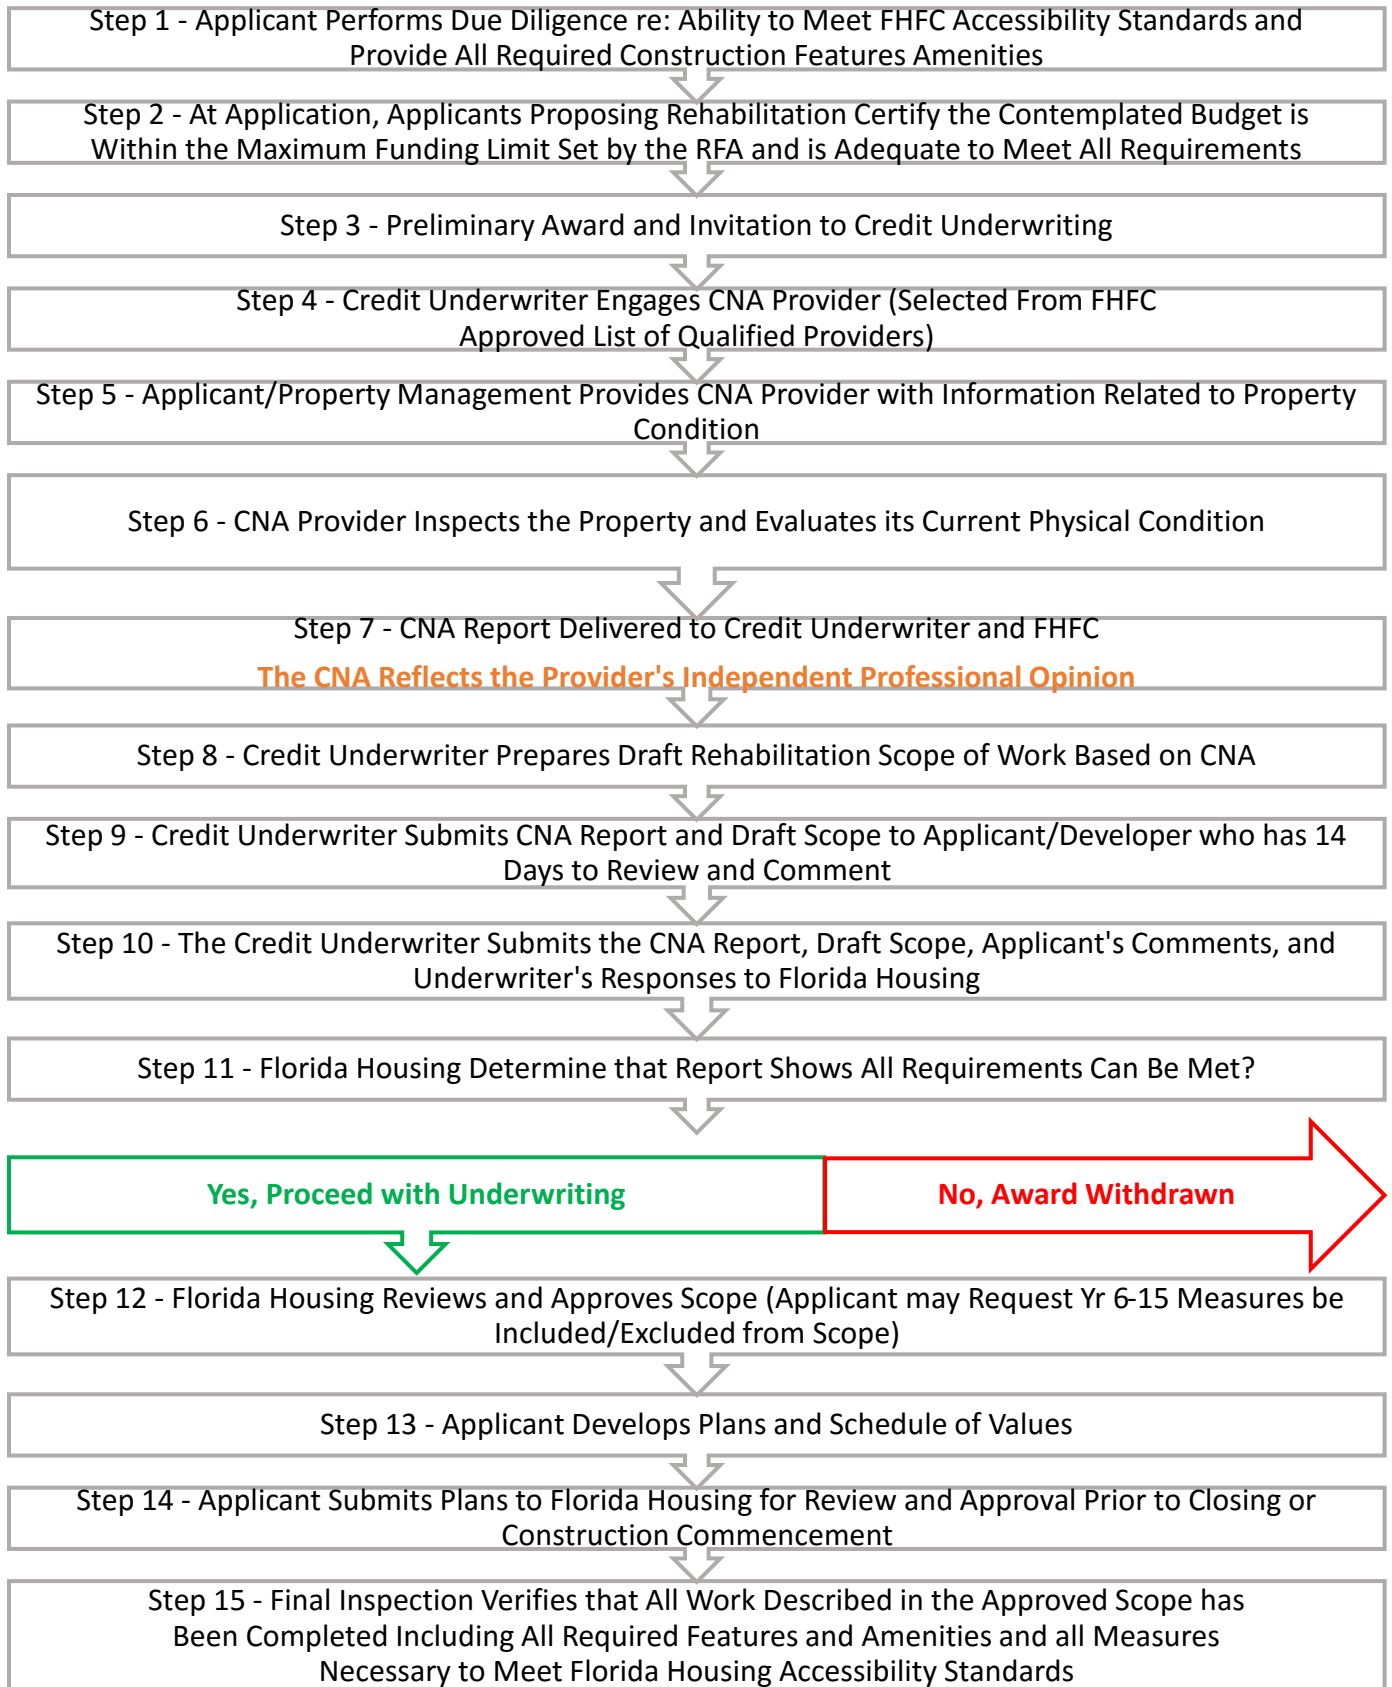 Step 1 - Applicant Performs Due Diligence re: Ability to Meet FHFC Accessibility Standards and
Provide All Required Construction Features Amenities
Step 2 - At Application, Applicants Proposing Rehabilitation Certify the Contemplated Budget is
Within the Maximum Funding Limit Set by the RFA and is Adequate to Meet All Requirements
Step 3 - Preliminary Award and Invitation to Credit Underwriting
Step 4 - Credit Underwriter Engages CNA Provider (Selected From FHFC
Approved List of Qualified Providers)
Step 5 - Applicant/Property Management Provides CNA Provider with Information Related to Property
Condition
Step 6 - CNA Provider Inspects the Property and Evaluates its Current Physical Condition
Step 7 - CNA Report Delivered to Credit Underwriter and FHFC
The CNA Reflects the Provider's Independent Professional Opinion
Step 8 - Credit Underwriter Prepares Draft Rehabilitation Scope of Work Based on CNA
Step 9 - Credit Underwriter Submits CNA Report and Draft Scope to Applicant/Developer who has 14
Days to Review and Comment
Step 10 - The Credit Underwriter Submits the CNA Report, Draft Scope, Applicant's Comments, and
Underwriter's Responses to Florida Housing
Step 11 - Florida Housing Determine that Report Shows All Requirements Can Be Met?
Yes, Proceed with Underwriting
No, Award Withdrawn
Step 12 - Florida Housing Reviews and Approves Scope (Applicant may Request Yr 6-15 Measures be
Included/Excluded from Scope)
Step 13 - Applicant Develops Plans and Schedule of Values
Step 14 - Applicant Submits Plans to Florida Housing for Review and Approval Prior to Closing or
Construction Commencement
Step 15 - Final Inspection Verifies that All Work Described in the Approved Scope has
Been Completed Including All Required Features and Amenities and all Measures
Necessary to Meet Florida Housing Accessibility Standards